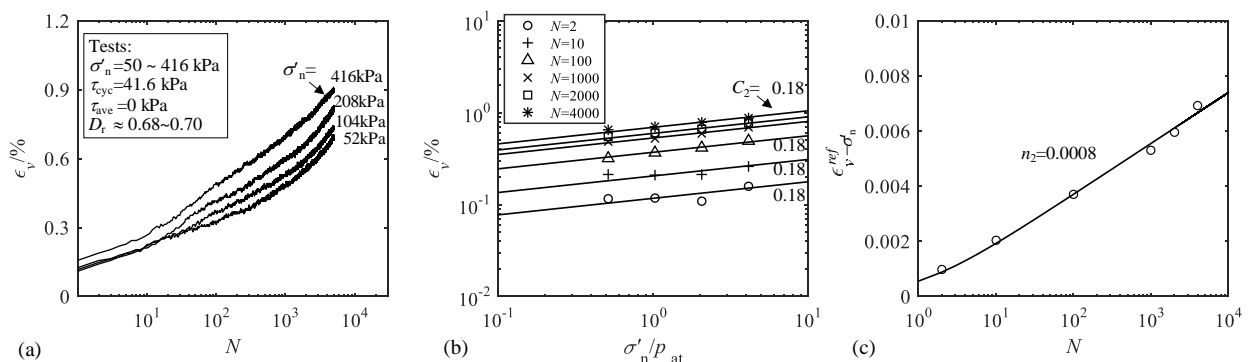 Tests:
σ′n=50 ~ 416 kPa
τcyc=41.6 kPa
τave=0 kPa
Dr ≈ 0.68~0.70
σ′n=
416kPa
208kPa
104kPa
52kPa
1.2
0.9
0.6
0.3
0
ϵv/%
10^1
10^2
10^3
10^4
N
(a)
N=2
N=10
N=100
N=1000
N=2000
N=4000
C2=
0.18
0.18
0.18
0.18
10^1
10^0
10^-1
10^-2
ϵv/%
10^-1
10^0
10^1
σ′n/pat
(b)
0.01
0.008
0.006
0.004
0.002
0
ϵ^ref v−σ′n
n2=0.0008
10^0
10^1
10^2
10^3
10^4
N
(c)